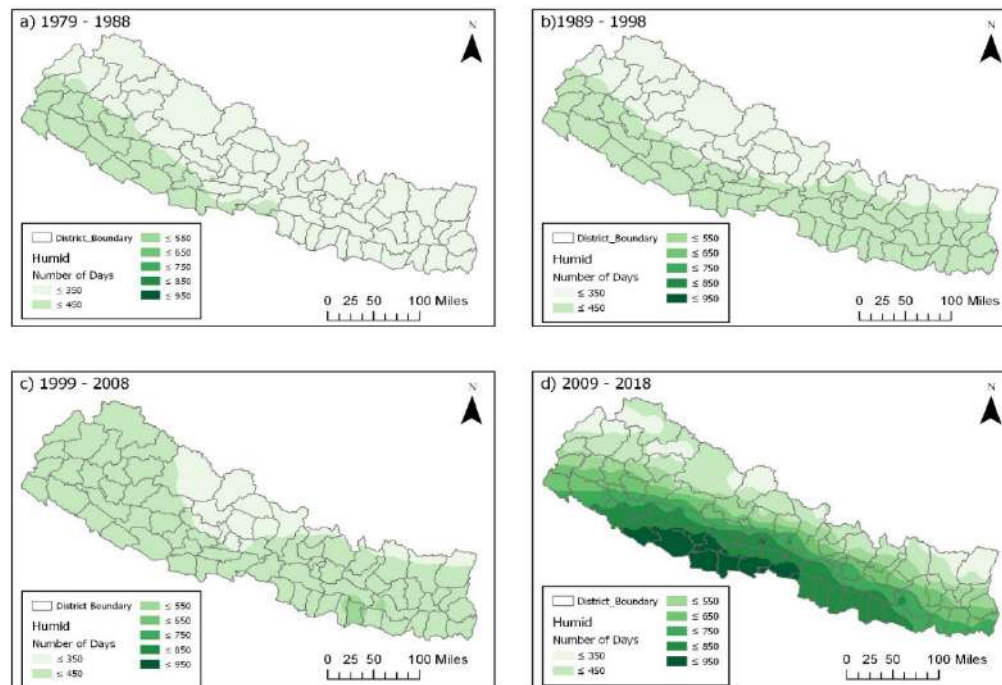 a) 1979 - 1988
N
District_Boundary
Humid
Number of Days
≤ 350
≤ 450
≤ 550
≤ 650
≤ 750
≤ 850
≤ 950
0 25 50 100 Miles
b)1989 - 1998
N
District_Boundary
Humid
Number of Days
≤ 350
≤ 450
≤ 550
≤ 650
≤ 750
≤ 850
≤ 950
0 25 50 100 Miles
c) 1999 - 2008
N
District Boundary
Humid
Number of Days
≤ 350
≤ 450
≤ 550
≤ 650
≤ 750
≤ 850
≤ 950
0 25 50 100 Miles
d) 2009 - 2018
N
District_Boundary
Humid
Number of Days
≤ 350
≤ 450
≤ 550
≤ 650
≤ 750
≤ 850
≤ 950
0 25 50 100 Miles